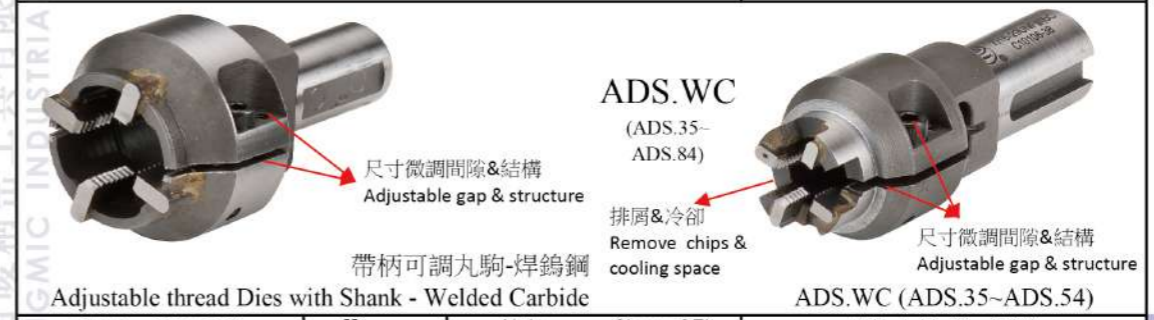 ADS.WC
(ADS.35~
ADS.84)
尺寸微調間隙&結構
Adjustable gap & structure
排屑&冷卻
Remove chips &
cooling space
尺寸微調間隙&結構
Adjustable gap & structure
帶柄可調丸駒-焊鎢鋼
Adjustable thread Dies with Shank - Welded Carbide
ADS.WC (ADS.35~ADS.54)
GMIC INDUSTRIA